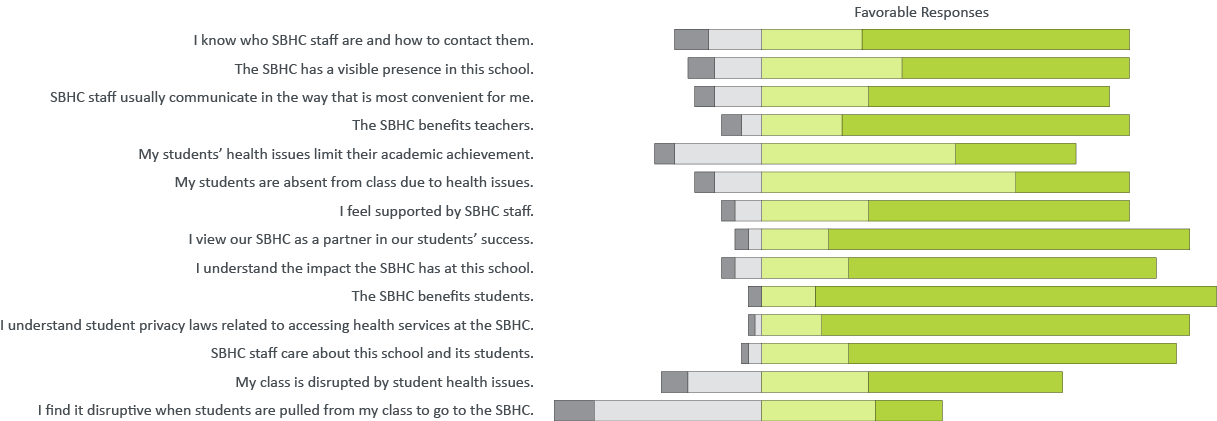 Favorable Responses
I know who SBHC staff are and how to contact them.
The SBHC has a visible presence in this school.
SBHC staff usually communicate in the way that is most convenient for me.
The SBHC benefits teachers.
My students’ health issues limit their academic achievement.
My students are absent from class due to health issues.
I feel supported by SBHC staff.
I view our SBHC as a partner in our students’ success.
I understand the impact the SBHC has at this school.
The SBHC benefits students.
I understand student privacy laws related to accessing health services at the SBHC.
SBHC staff care about this school and its students.
My class is disrupted by student health issues.
I find it disruptive when students are pulled from my class to go to the SBHC.